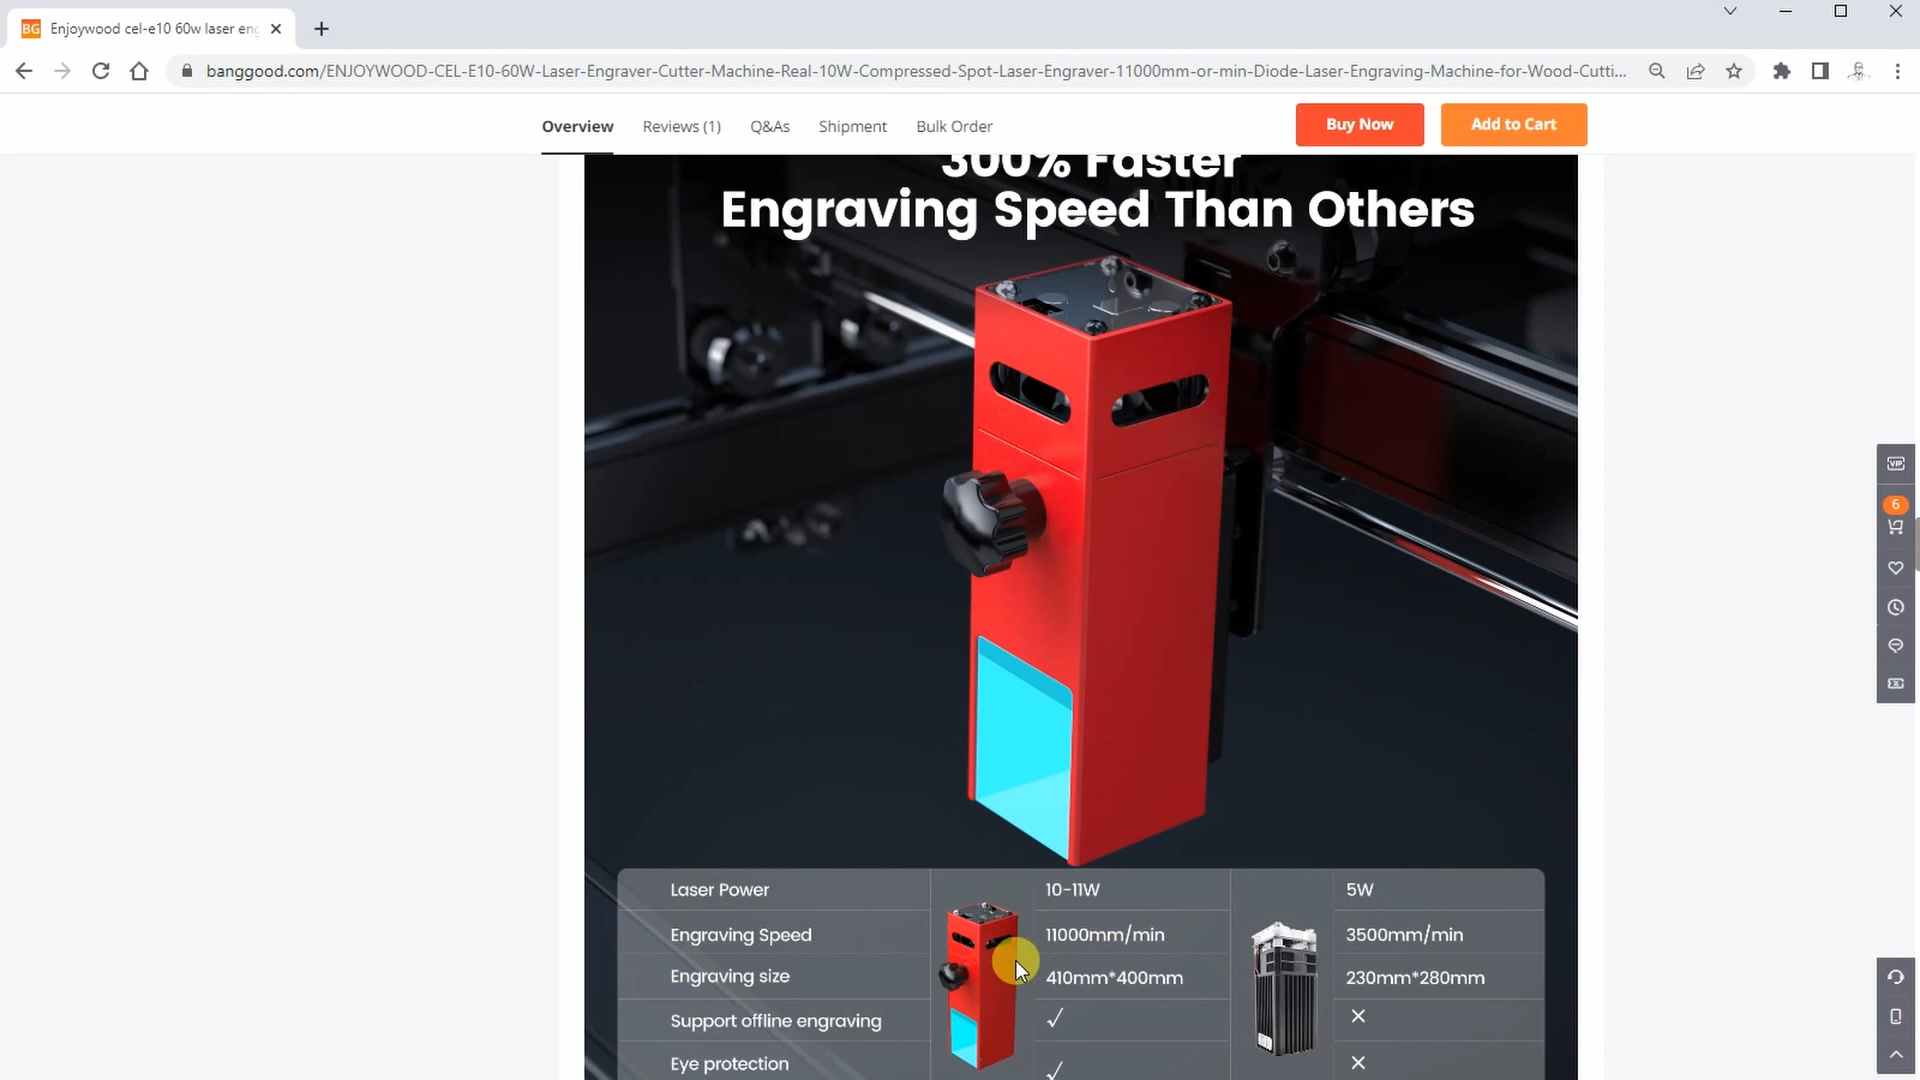 BG Enjoywood cel-e10 60w laser eng
banggood.com/ENJOYWOOD-CEL-E10-60W-Laser-Engraver-Cutter-Machine-Real-10W-Compressed-Spot-Laser-Engraver-11000mm-or-min-Diode-Laser-Engraving-Machine-for-Wood-Cutti...
Overview Reviews (1) Q&As Shipment Bulk Order Buy Now Add to Cart
300% Faster
Engraving Speed Than Others
VIP
6
Laser Power 10-11W 5W
Engraving Speed 11000mm/min 3500mm/min
Engraving size 410mm*400mm 230mm*280mm
Support offline engraving √ ×
Eye protection √ ×